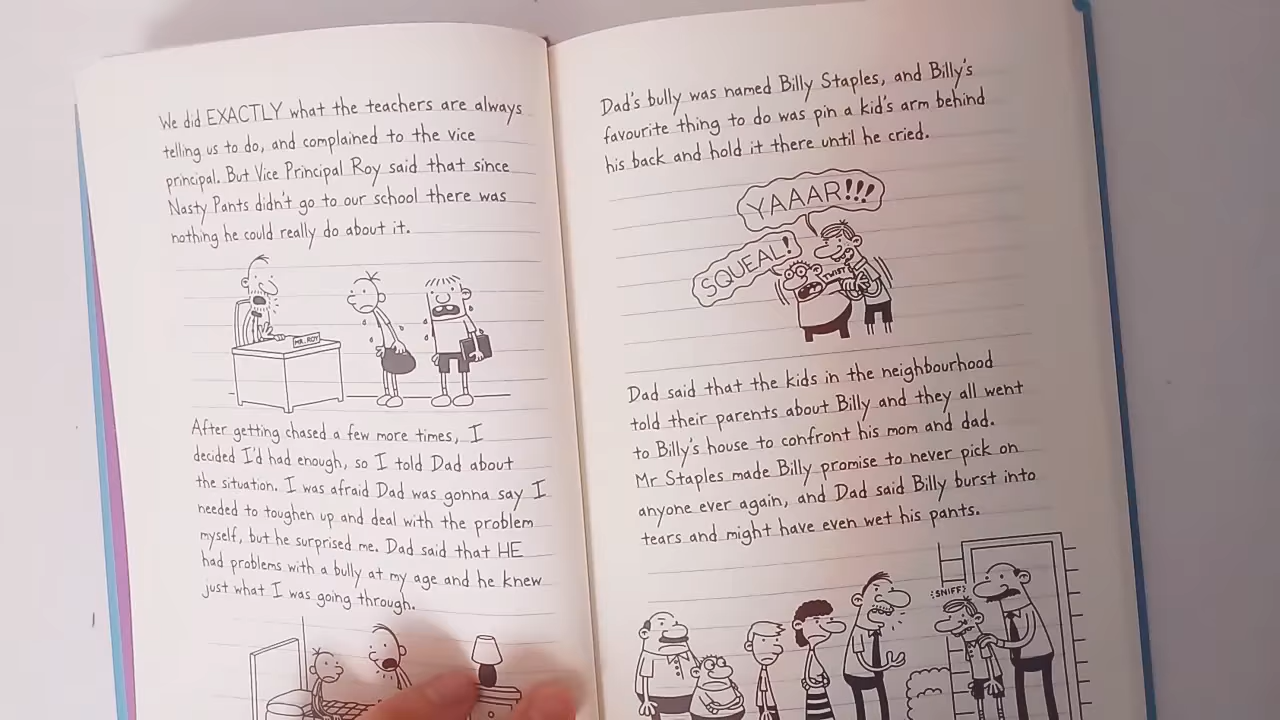 We did EXACTLY what the teachers are always
telling us to do, and complained to the vice
principal. But Vice Principal Roy said that since
Nasty Pants didn't go to our school there was
nothing he could really do about it.
MR. ROY
After getting chased a few more times, I
decided I'd had enough, so I told Dad about
the situation. I was afraid Dad was gonna say I
needed to toughen up and deal with the problem
myself, but he surprised me. Dad said that HE
had problems with a bully at my age and he knew
just what I was going through.
Dad's bully was named Billy Staples, and Billy's
favourite thing to do was pin a kid's arm behind
his back and hold it there until he cried.
YAAAR!!!
SQUEAL!
TWIST
Dad said that the kids in the neighbourhood
told their parents about Billy and they all went
to Billy's house to confront his mom and dad.
Mr Staples made Billy promise to never pick on
anyone ever again, and Dad said Billy burst into
tears and might have even wet his pants.
SNIFF